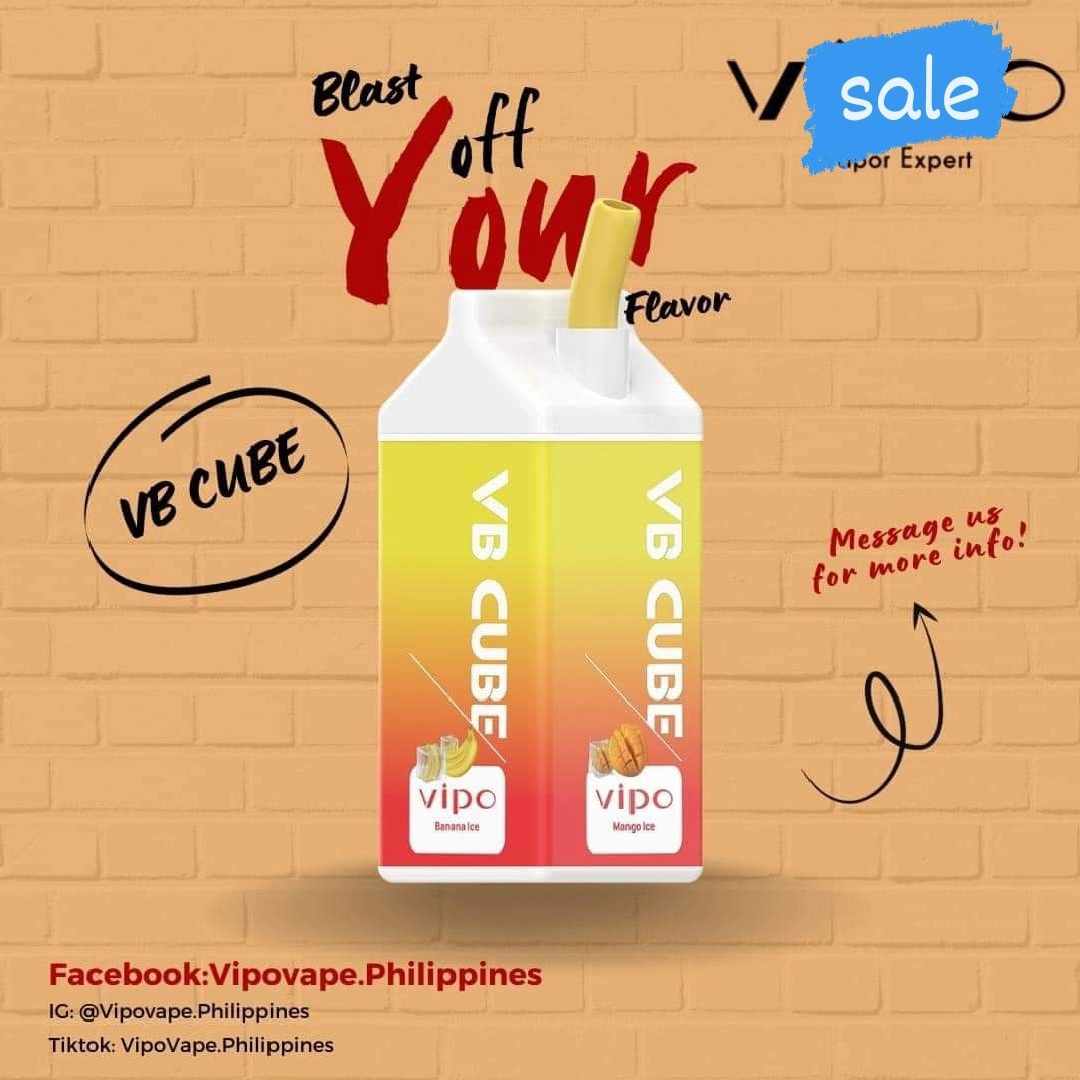 Blast
off
Your
Flavor
sale
Expert
VB CUBE
VB CUBE
VB CUBE
Message us
for more info!
vipo
Banana Ice
vipo
Mango Ice
Facebook:Vipovape.Philippines
IG: @Vipovape.Philippines
Tiktok: VipoVape.Philippines